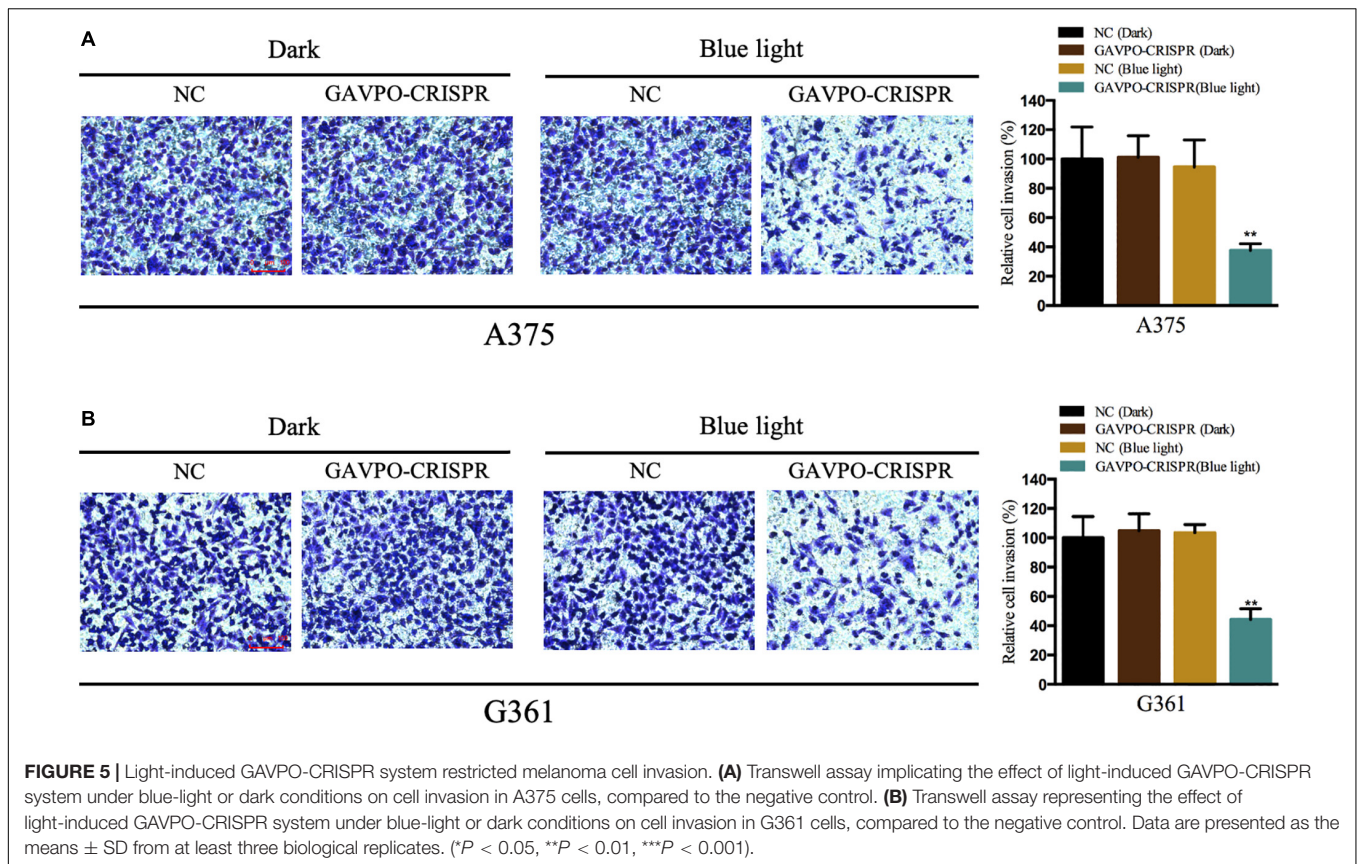 A
Dark
Blue light
NC
GAVPO-CRISPR
NC
GAVPO-CRISPR
A375
NC (Dark)
GAVPO-CRISPR (Dark)
NC (Blue light)
GAVPO-CRISPR(Blue light)
Relative cell invasion (%)
140
120
100
80
60
40
20
0
**
A375
B
Dark
Blue light
NC
GAVPO-CRISPR
NC
GAVPO-CRISPR
G361
NC (Dark)
GAVPO-CRISPR (Dark)
NC (Blue light)
GAVPO-CRISPR(Blue light)
Relative cell invasion (%)
140
120
100
80
60
40
20
0
**
G361
FIGURE 5 | Light-induced GAVPO-CRISPR system restricted melanoma cell invasion. (A) Transwell assay implicating the effect of light-induced GAVPO-CRISPR
system under blue-light or dark conditions on cell invasion in A375 cells, compared to the negative control. (B) Transwell assay representing the effect of
light-induced GAVPO-CRISPR system under blue-light or dark conditions on cell invasion in G361 cells, compared to the negative control. Data are presented as the
means ± SD from at least three biological replicates. (*P < 0.05, **P < 0.01, ***P < 0.001).